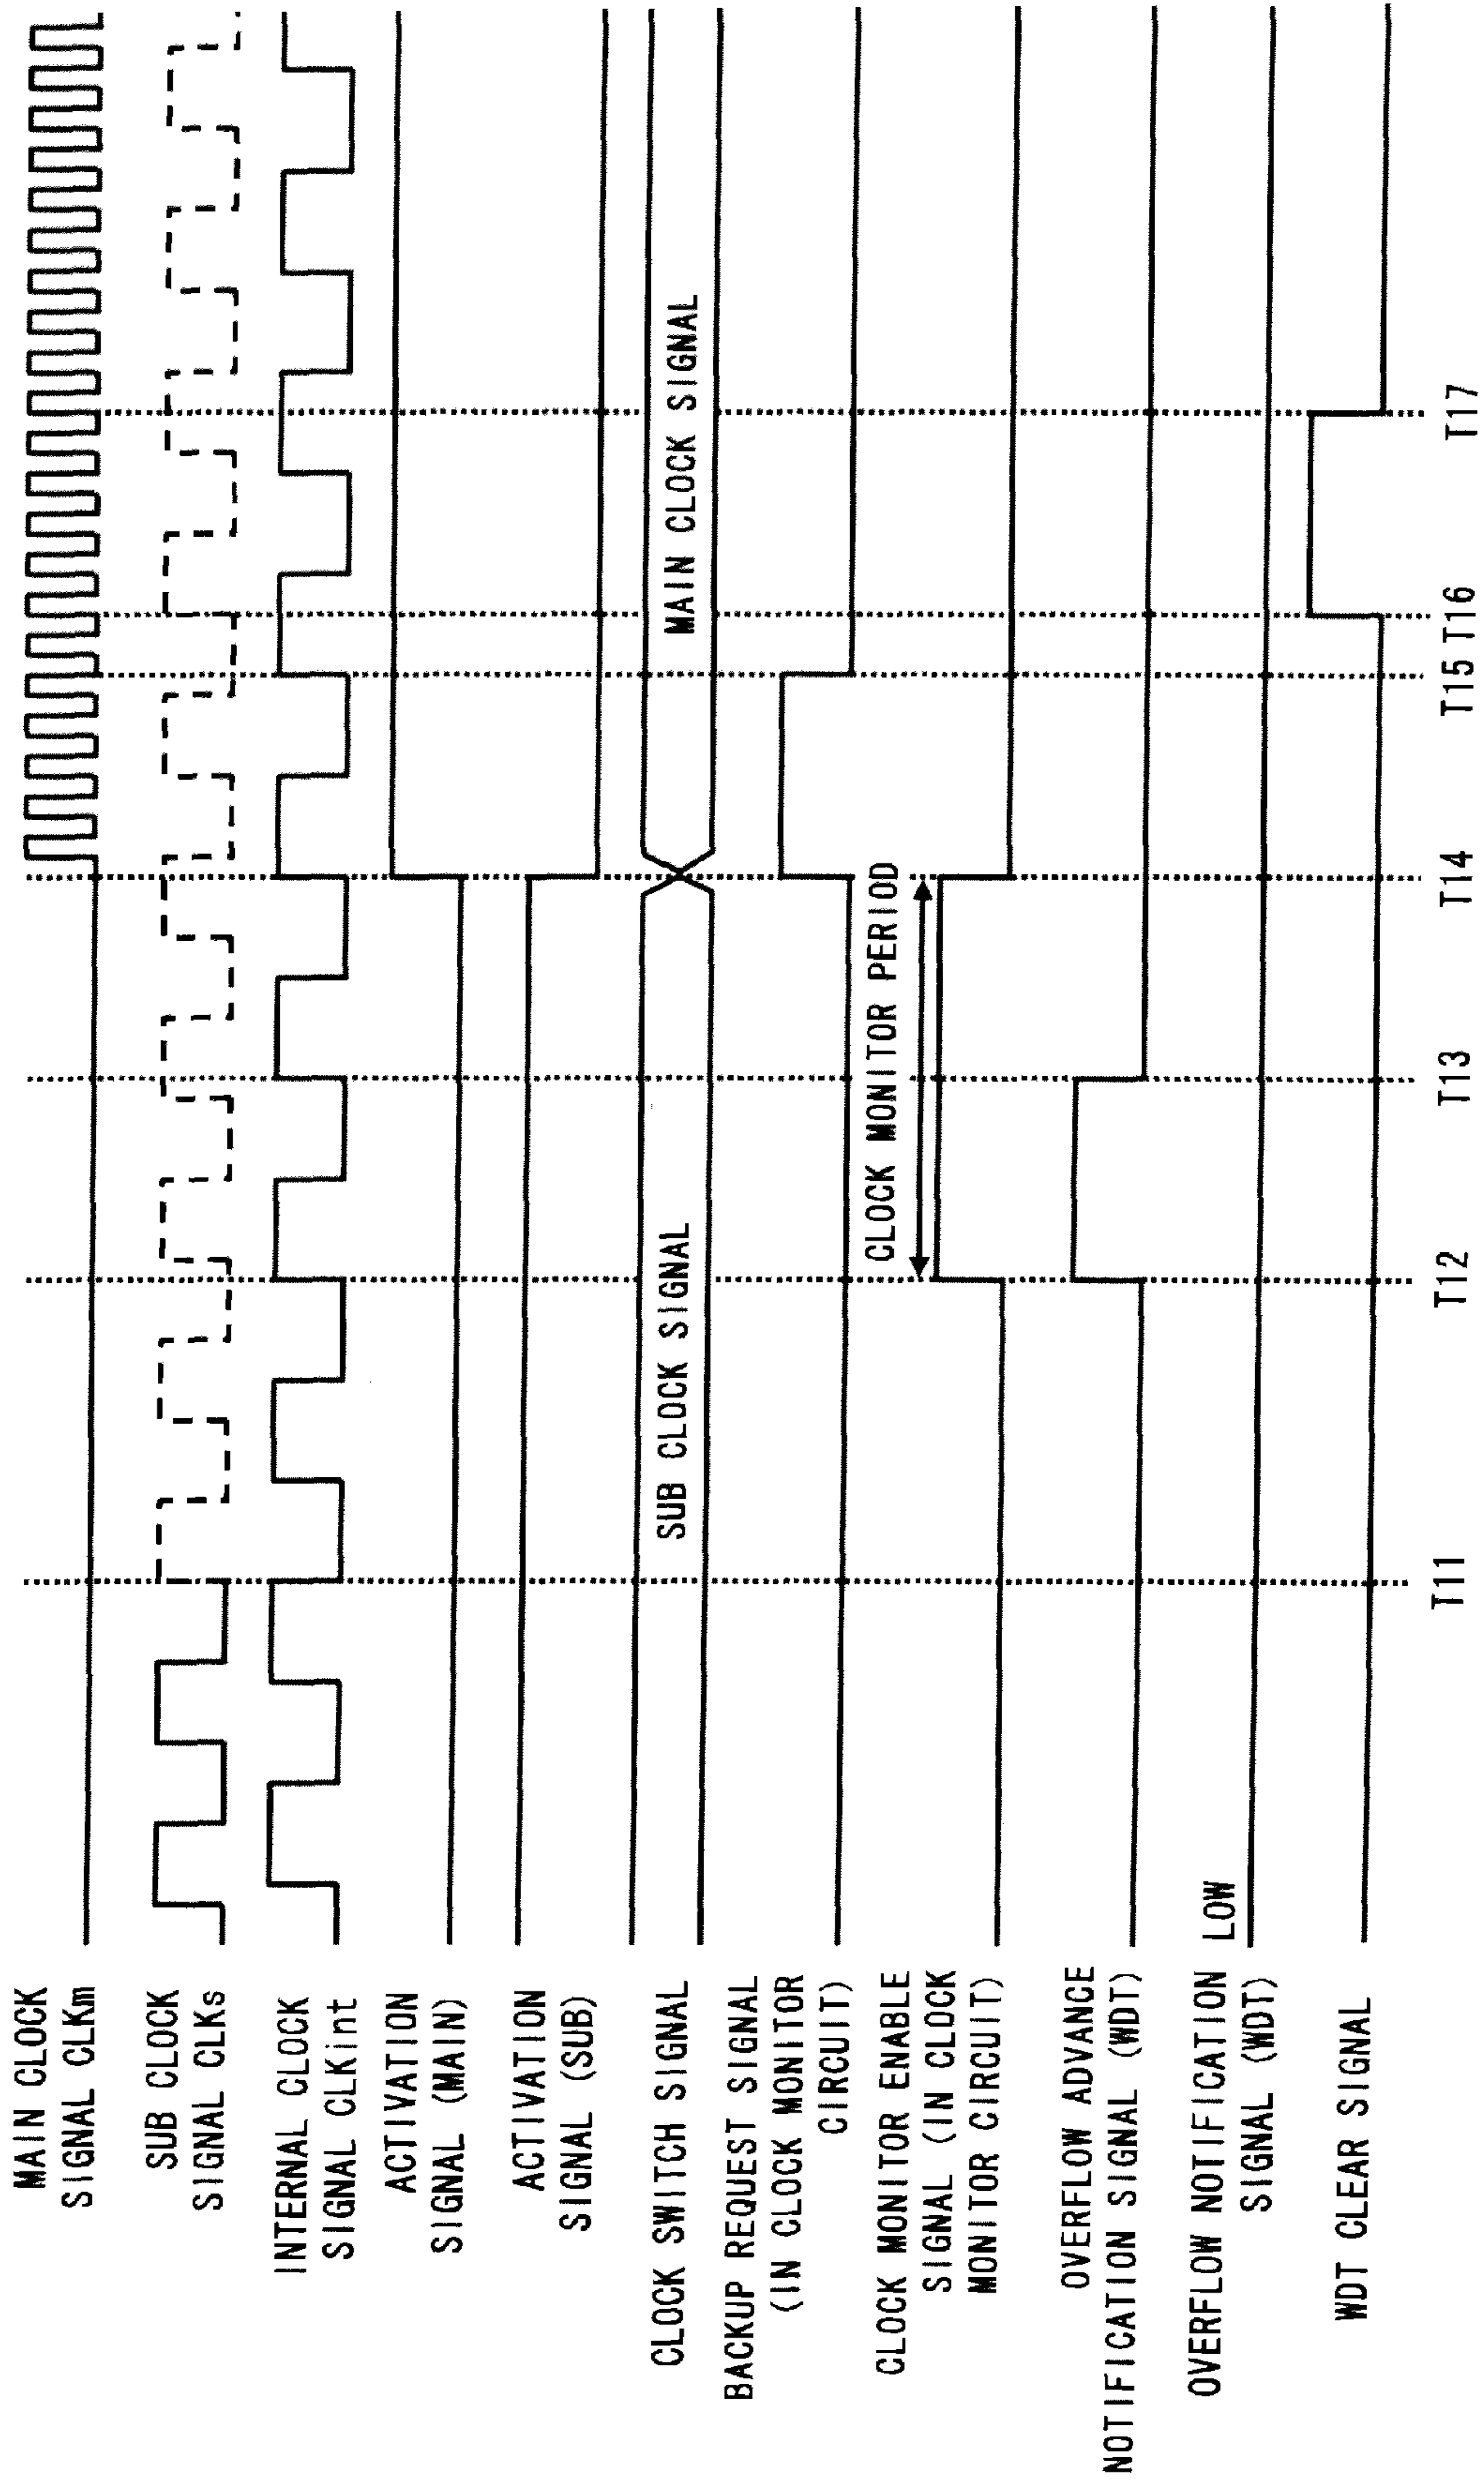 MAIN CLOCK
SIGNAL CLKm
SUB CLOCK
SIGNAL CLKs
INTERNAL CLOCK
SIGNAL CLKint
ACTIVATION
SIGNAL (MAIN)
ACTIVATION
SIGNAL (SUB)
CLOCK SWITCH SIGNAL
SUB CLOCK SIGNAL
MAIN CLOCK SIGNAL
BACKUP REQUEST SIGNAL
(IN CLOCK MONITOR
CIRCUIT)
CLOCK MONITOR PERIOD
CLOCK MONITOR ENABLE
SIGNAL (IN CLOCK
MONITOR CIRCUIT)
OVERFLOW ADVANCE
NOTIFICATION SIGNAL (WDT)
OVERFLOW NOTIFICATION
SIGNAL (WDT)
LOW
WDT CLEAR SIGNAL
T11
T12
T13
T14
T15
T16
T17